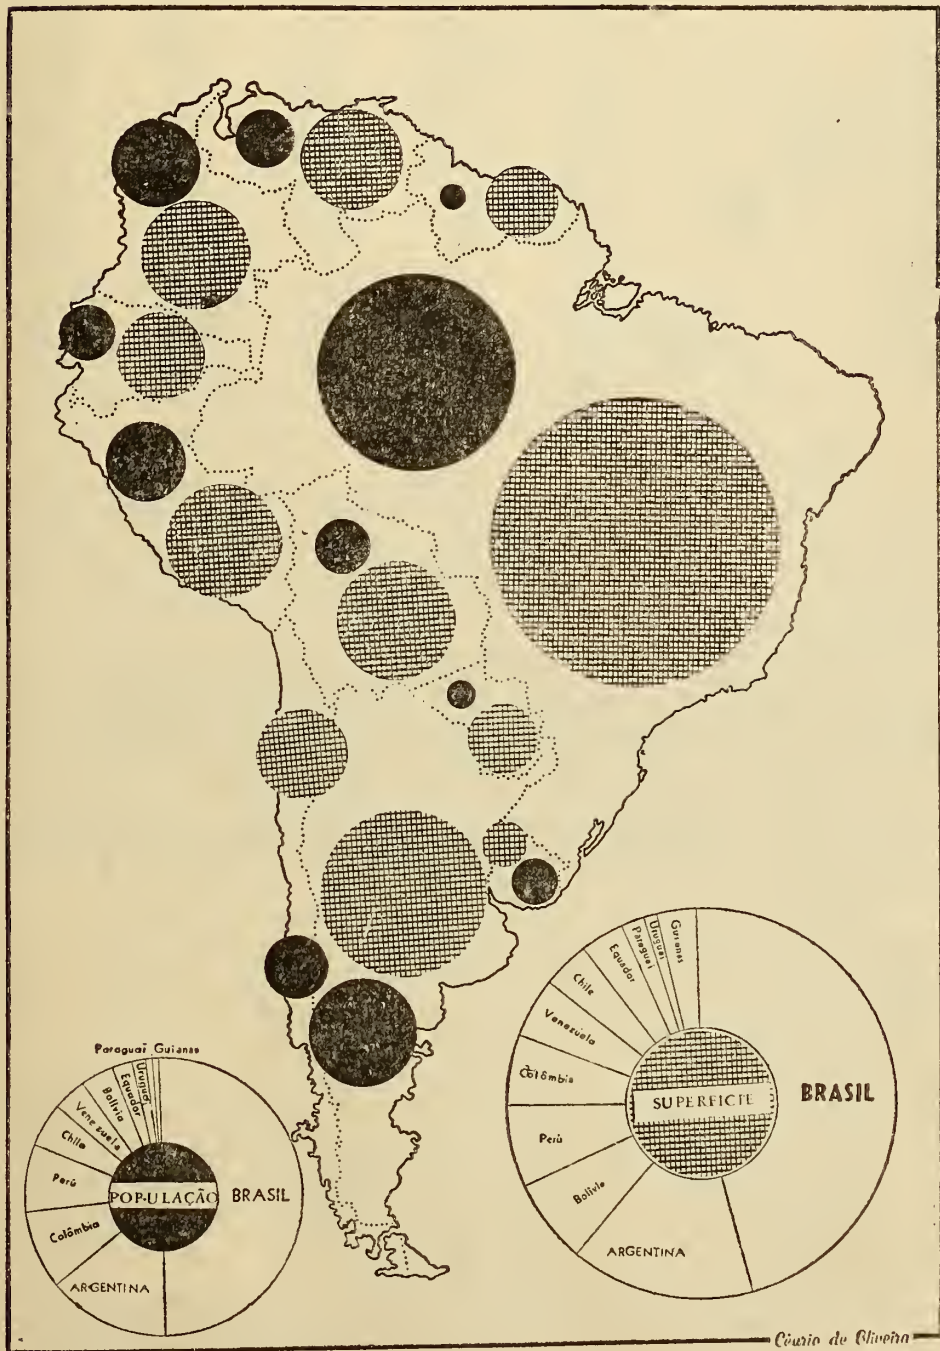 Paraguai Guianas
Uruguai
Equador
Bolívia
Venezuela
Chile
Perú
Colômbia
ARGENTINA
BRASIL
POPULAÇÃO
Guianas
Uruguai
Paraguai
Equador
Chile
Venezuela
Colômbia
Perú
Bolívia
ARGENTINA
BRASIL
SUPERFICIE
de Oliveira